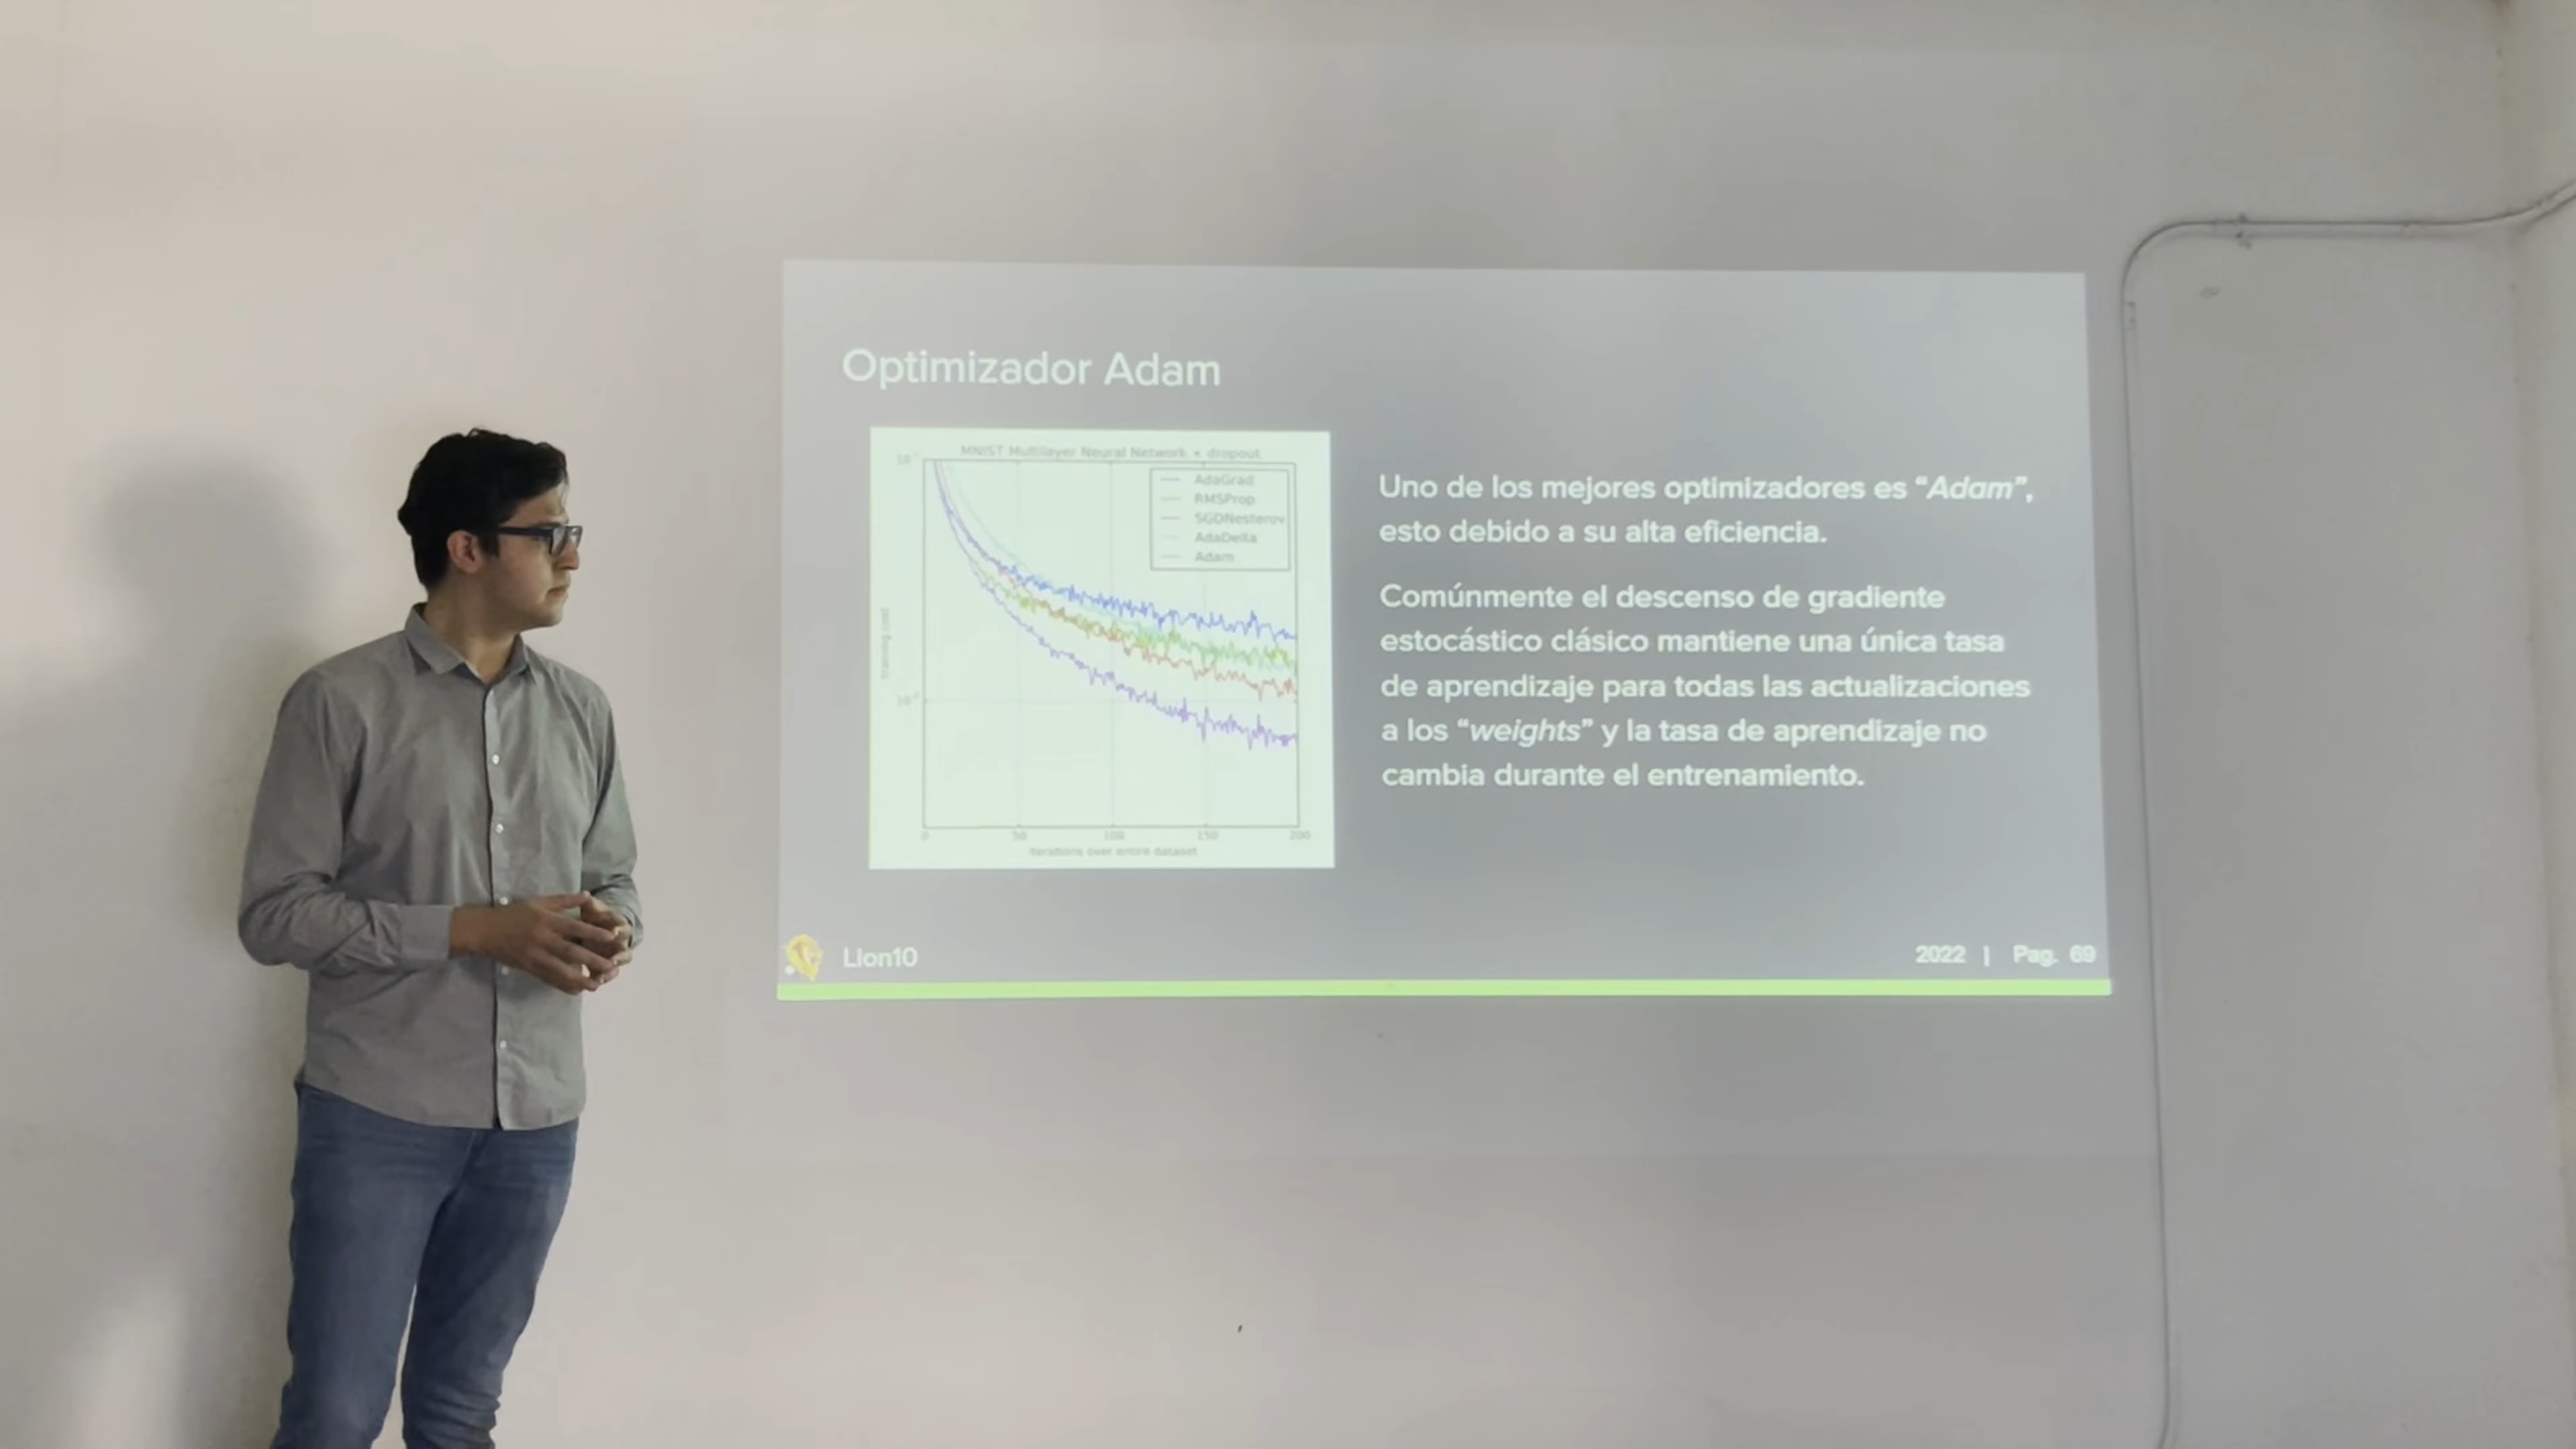 Optimizador Adam
MNIST Multilayer Neural Network + dropout
AdaGrad
RMSProp
SGDNesterov
AdaDelta
Adam
training cost
0 50 100 150 200
iterations over entire dataset
Uno de los mejores optimizadores es “Adam”,
esto debido a su alta eficiencia.
Comúnmente el descenso de gradiente
estocástico clásico mantiene una única tasa
de aprendizaje para todas las actualizaciones
a los “weights” y la tasa de aprendizaje no
cambia durante el entrenamiento.
Lion10
2022 | Pag. 69